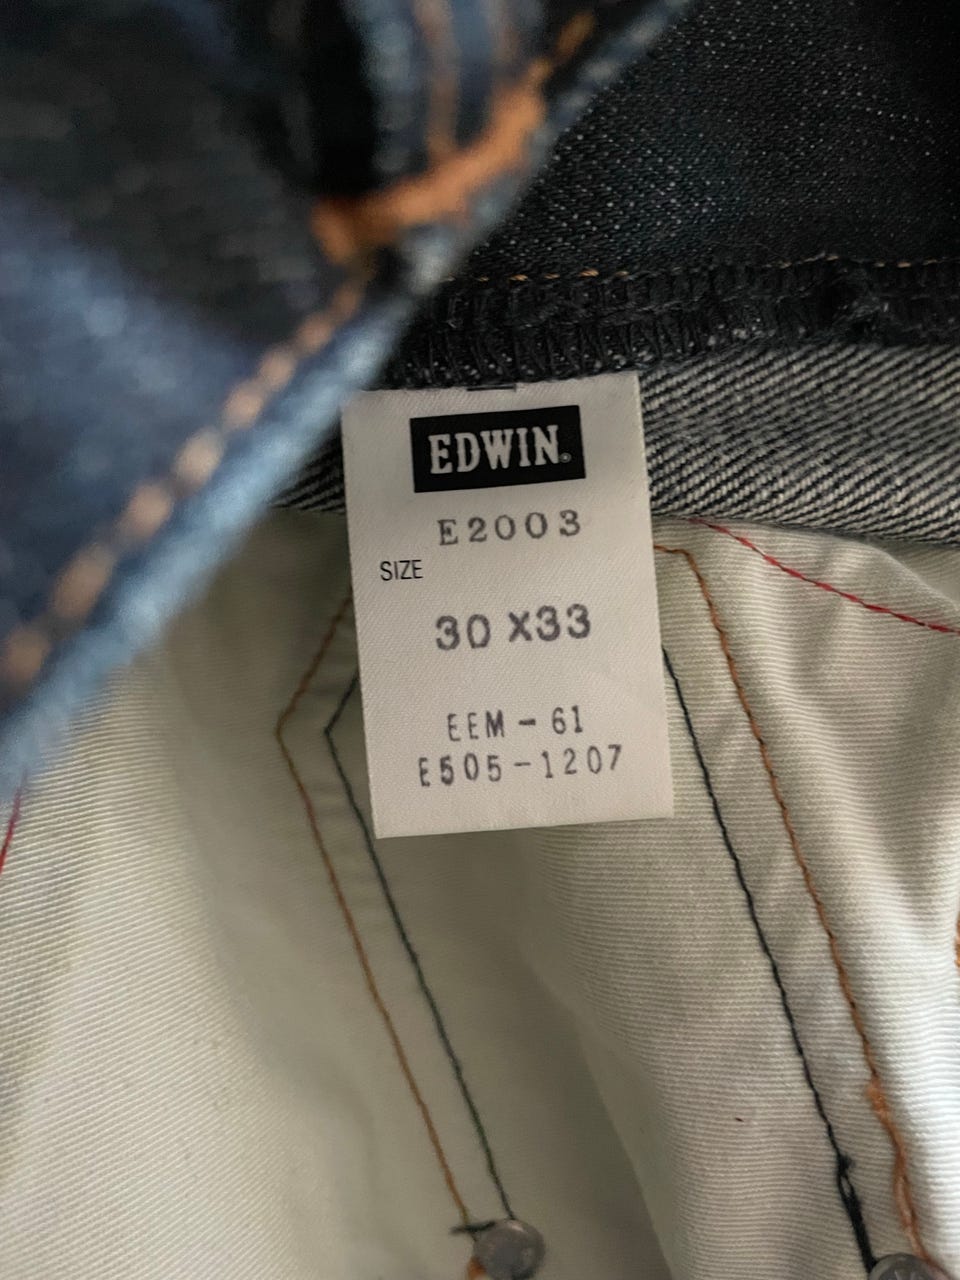 EDWIN.
E2003
SIZE
30 X33
EEM-61
E505-1207